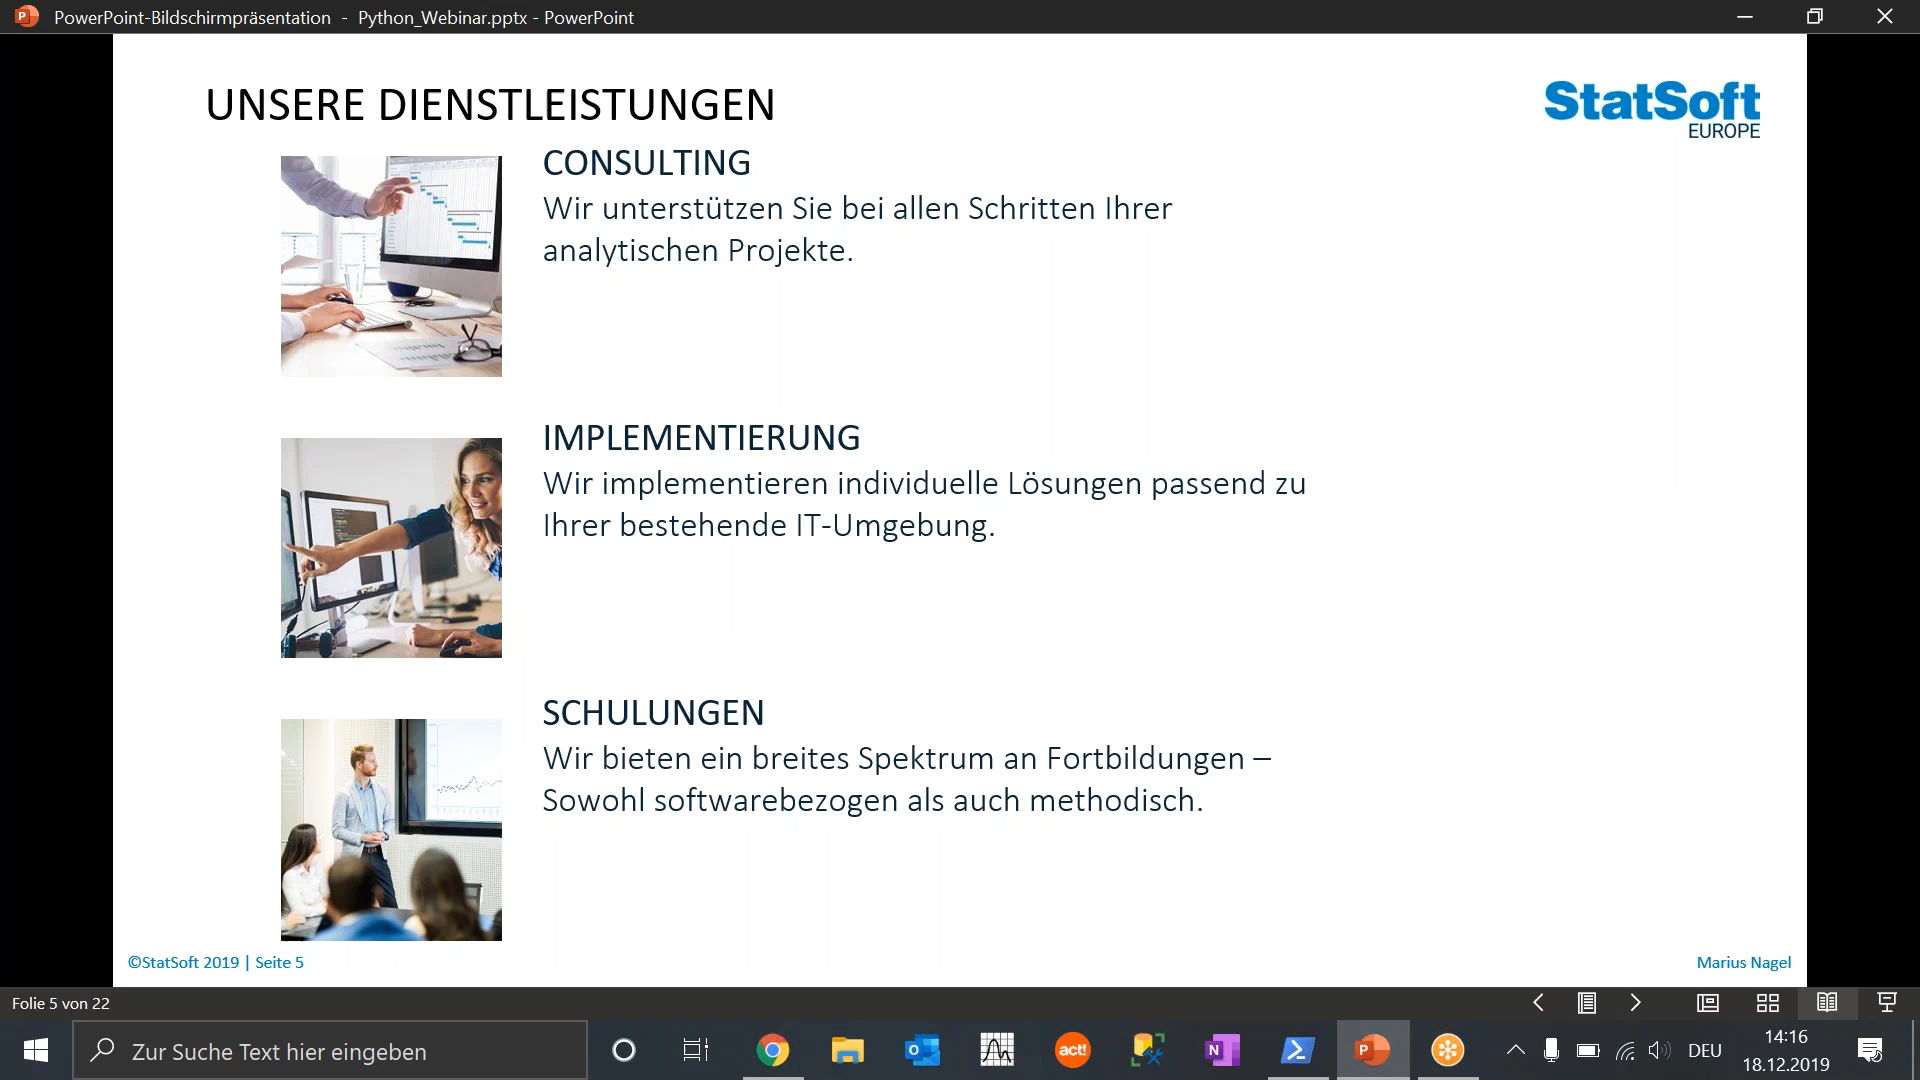 PowerPoint-Bildschirmpräsentation - Python_Webinar.pptx - PowerPoint
UNSERE DIENSTLEISTUNGEN
StatSoft
EUROPE
CONSULTING
Wir unterstützen Sie bei allen Schritten Ihrer
analytischen Projekte.
IMPLEMENTIERUNG
Wir implementieren individuelle Lösungen passend zu
Ihrer bestehende IT-Umgebung.
SCHULUNGEN
Wir bieten ein breites Spektrum an Fortbildungen –
Sowohl softwarebezogen als auch methodisch.
©StatSoft 2019 | Seite 5
Marius Nagel
Folie 5 von 22
Zur Suche Text hier eingeben
act!
DEU
14:16
18.12.2019